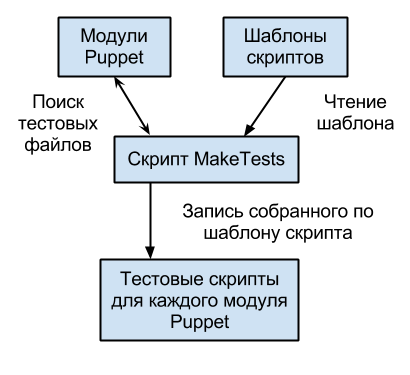 Модули
Puppet
Шаблоны
скриптов
Поиск
тестовых
файлов
Чтение
шаблона
Скрипт MakeTests
Запись собранного по
шаблону скрипта
Тестовые скрипты
для каждого модуля
Puppet